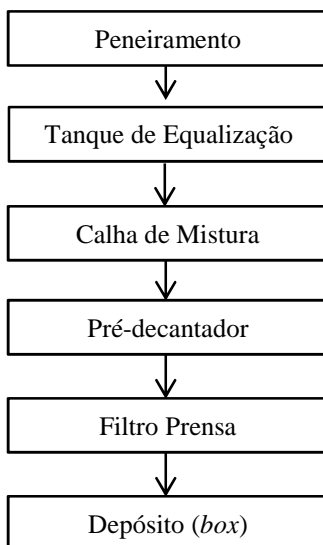 Peneiramento
Tanque de Equalização
Calha de Mistura
Pré-decantador
Filtro Prensa
Depósito (box)